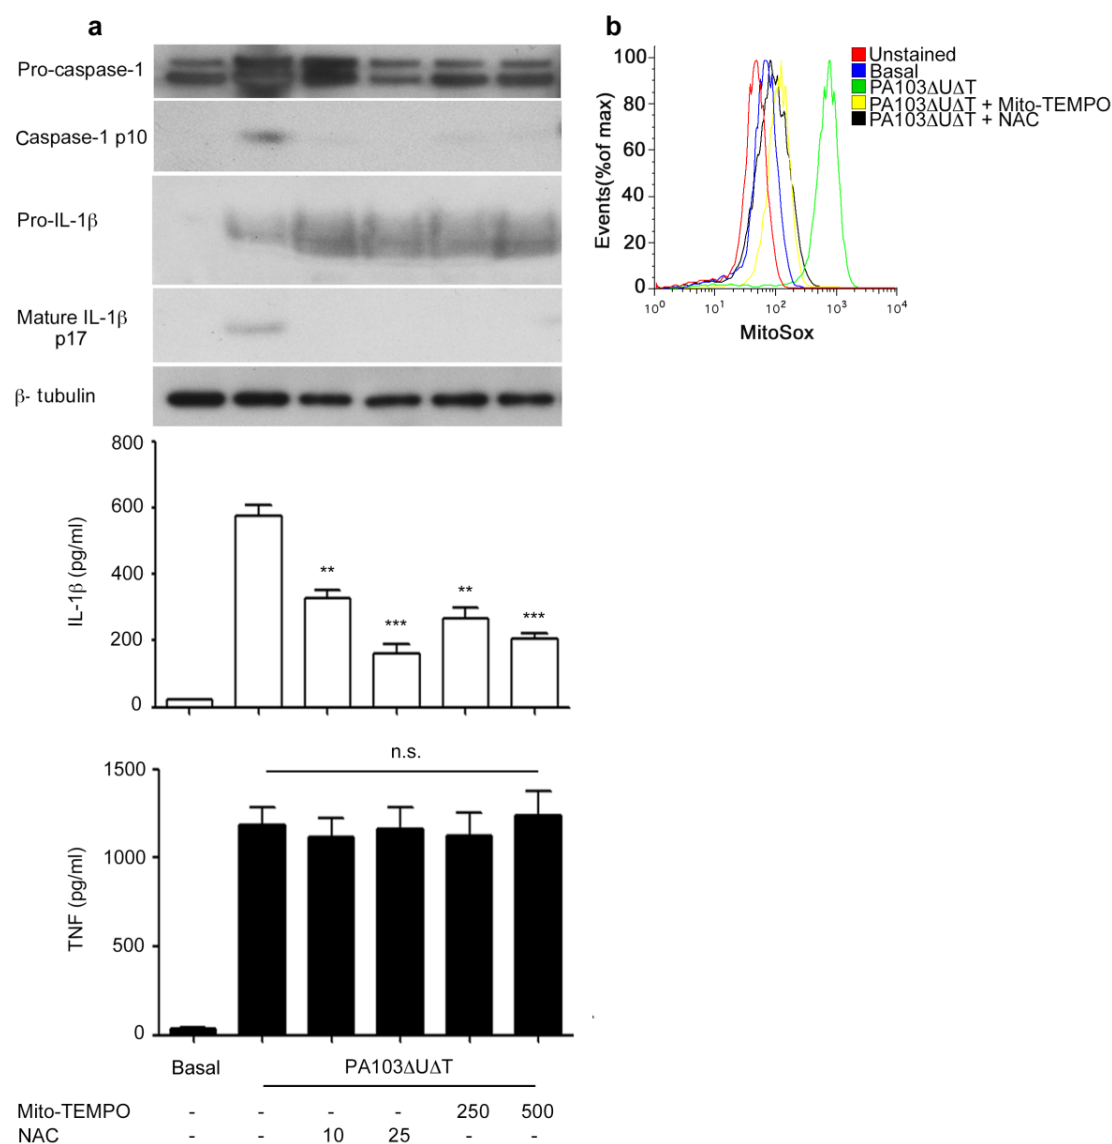 a
Pro-caspase-1
Caspase-1 p10
Pro-IL-1β
Mature IL-1β
p17
β- tubulin
800
600
400
200
0
IL-1β (pg/ml)
**
***
**
***
n.s.
1500
1000
500
0
TNF (pg/ml)
Basal
PA103ΔUΔT
Mito-TEMPO - - - - 250 500
NAC - - 10 25 - -
b
100
80
60
40
20
0
Events(%of max)
10⁰ 10¹ 10² 10³ 10⁴
MitoSox
Unstained
Basal
PA103ΔUΔT
PA103ΔUΔT + Mito-TEMPO
PA103ΔUΔT + NAC